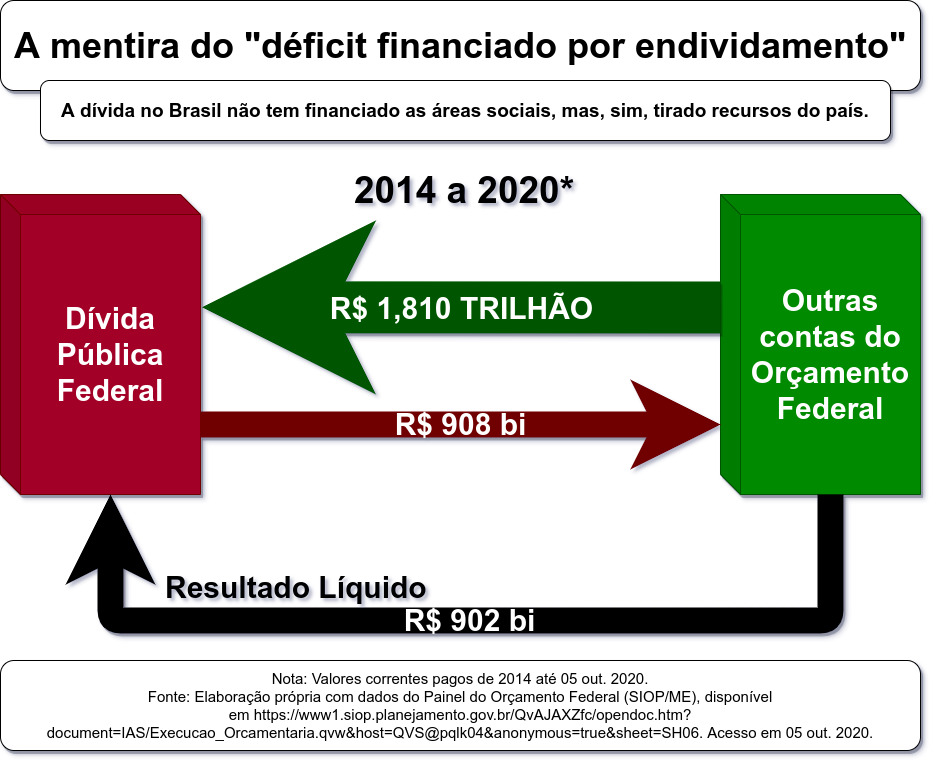 A mentira do "déficit financiado por endividamento"
A dívida no Brasil não tem financiado as áreas sociais, mas, sim, tirado recursos do país.
2014 a 2020*
R$ 1,810 TRILHÃO
Dívida
Pública
Federal
Outras
contas do
Orçamento
Federal
R$ 908 bi
Resultado Líquido
R$ 902 bi
Nota: Valores correntes pagos de 2014 até 05 out. 2020.
Fonte: Elaboração própria com dados do Painel do Orçamento Federal (SIOP/ME), disponível
em https://www1.siop.planejamento.gov.br/QvAJAXZfc/opendoc.htm?
document=IAS/Execucao_Orcamentaria.qvw&host=QVS@pqlk04&anonymous=true&sheet=SH06. Acesso em 05 out. 2020.